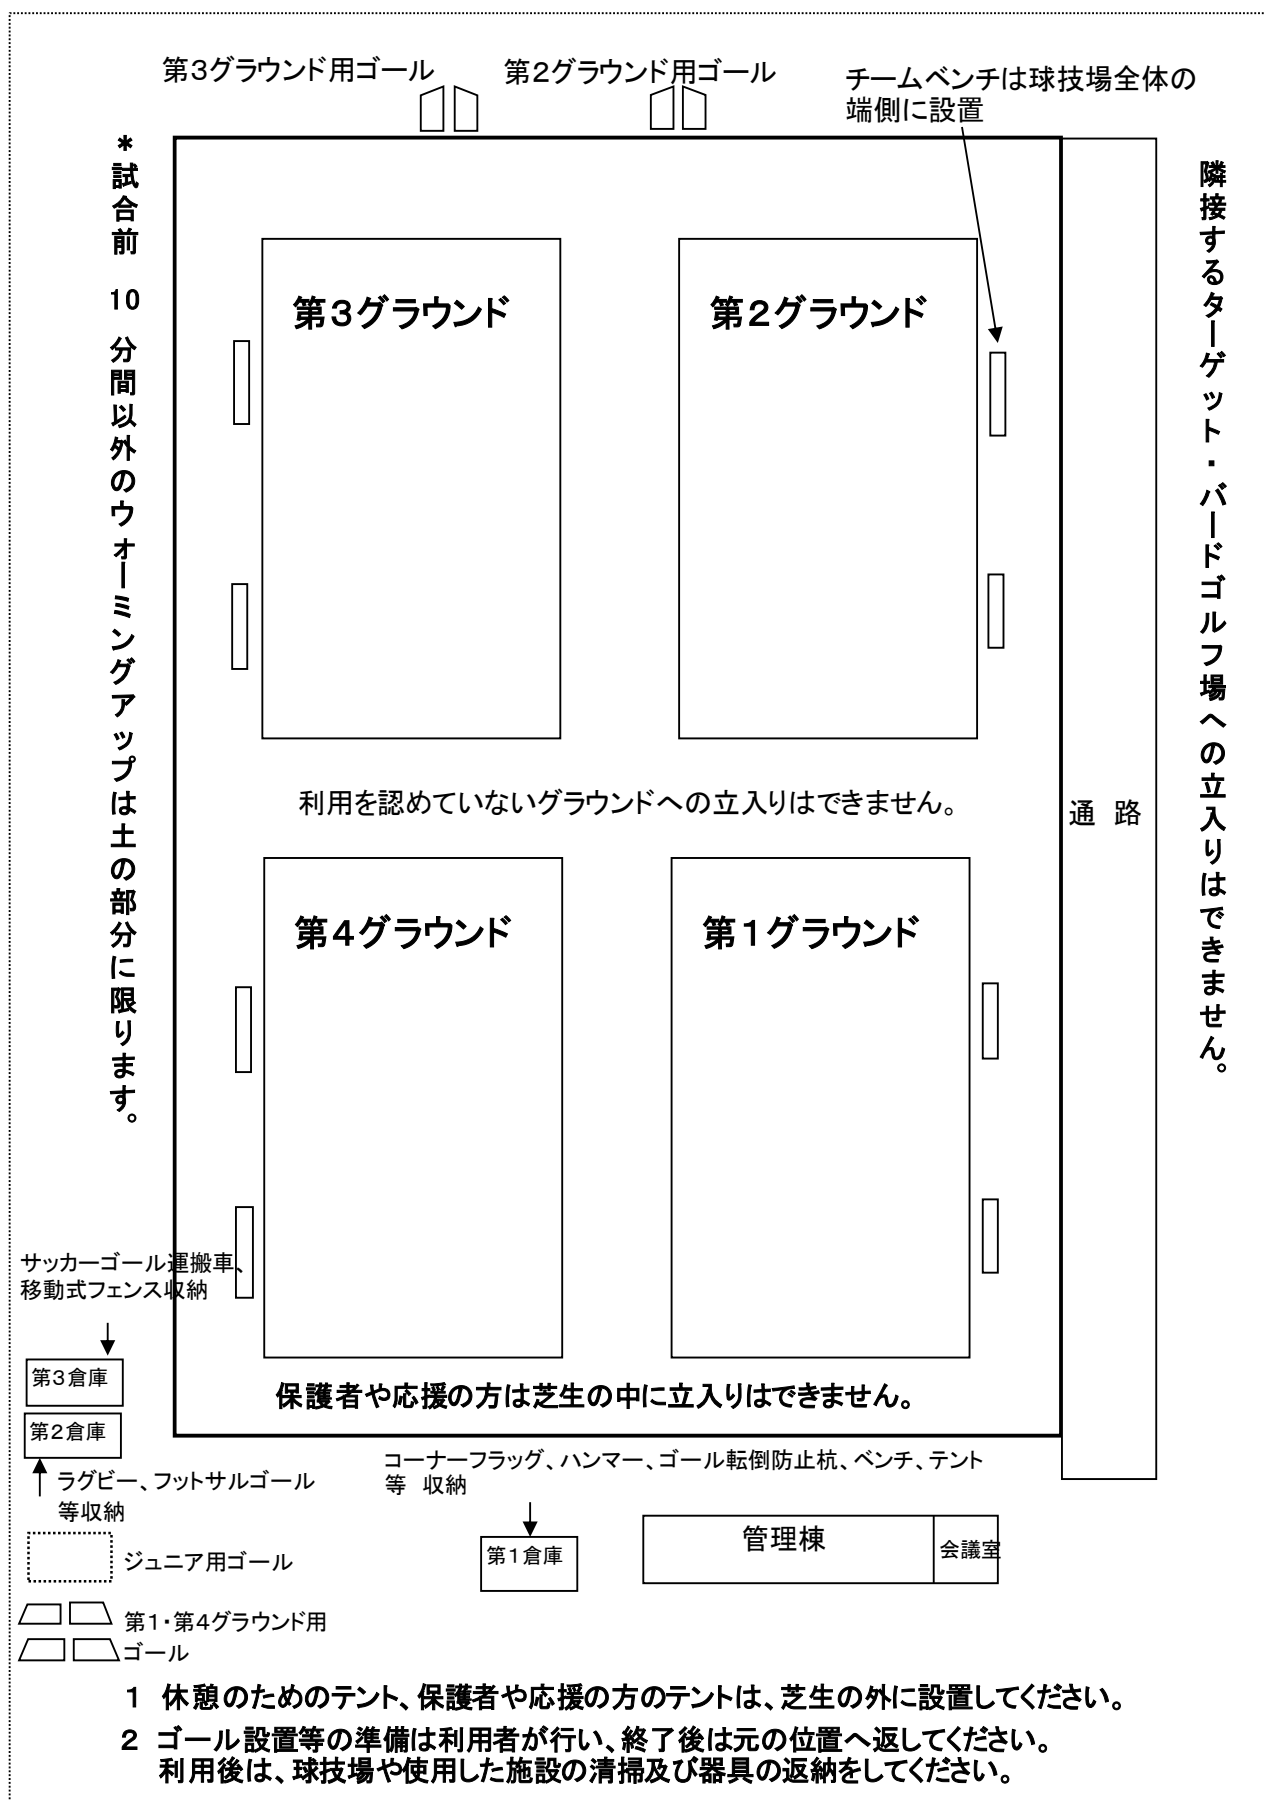 第3グラウンド用ゴール
第2グラウンド用ゴール
チームベンチは球技場全体の
端側に設置
*試合前　10　分間以外のウォーミングアップは土の部分に限ります。
隣接するターゲット・バードゴルフ場への立入りはできません。
第3グラウンド
第2グラウンド
利用を認めていないグラウンドへの立入りはできません。
通　路
第4グラウンド
第1グラウンド
サッカーゴール運搬車、
移動式フェンス収納
第3倉庫
第2倉庫
保護者や応援の方は芝生の中に立入りはできません。
ラグビー、フットサルゴール
等収納
コーナーフラッグ、ハンマー、ゴール転倒防止杭、ベンチ、テント
等　収納
第1倉庫
管理棟
会議室
ジュニア用ゴール
第1・第4グラウンド用
ゴール
1　休憩のためのテント、保護者や応援の方のテントは、芝生の外に設置してください。
2　ゴール設置等の準備は利用者が行い、終了後は元の位置へ返してください。
利用後は、球技場や使用した施設の清掃及び器具の返納をしてください。